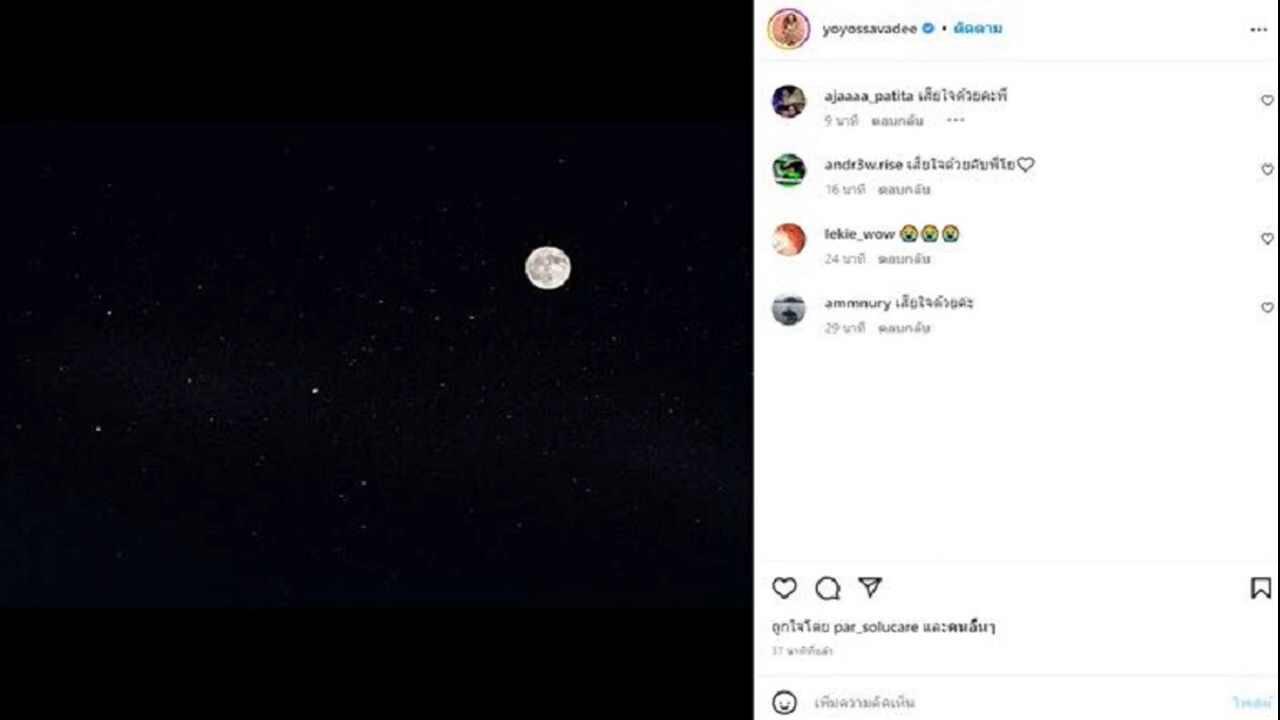 yoyossavadee • ติดตาม
ajaaaa_patita เสียใจด้วยคะพี่
9 นาที ตอบกลับ
andr3w.rise เสียใจด้วยคับพี่โย
16 นาที ตอบกลับ
lekie_wow 😭😭😭
24 นาที ตอบกลับ
ammnury เสียใจด้วยค่ะ
29 นาที ตอบกลับ
ถูกใจโดย par_solucare และคนอื่นๆ
37 นาทีที่แล้ว
เพิ่มความคิดเห็น
โพสต์